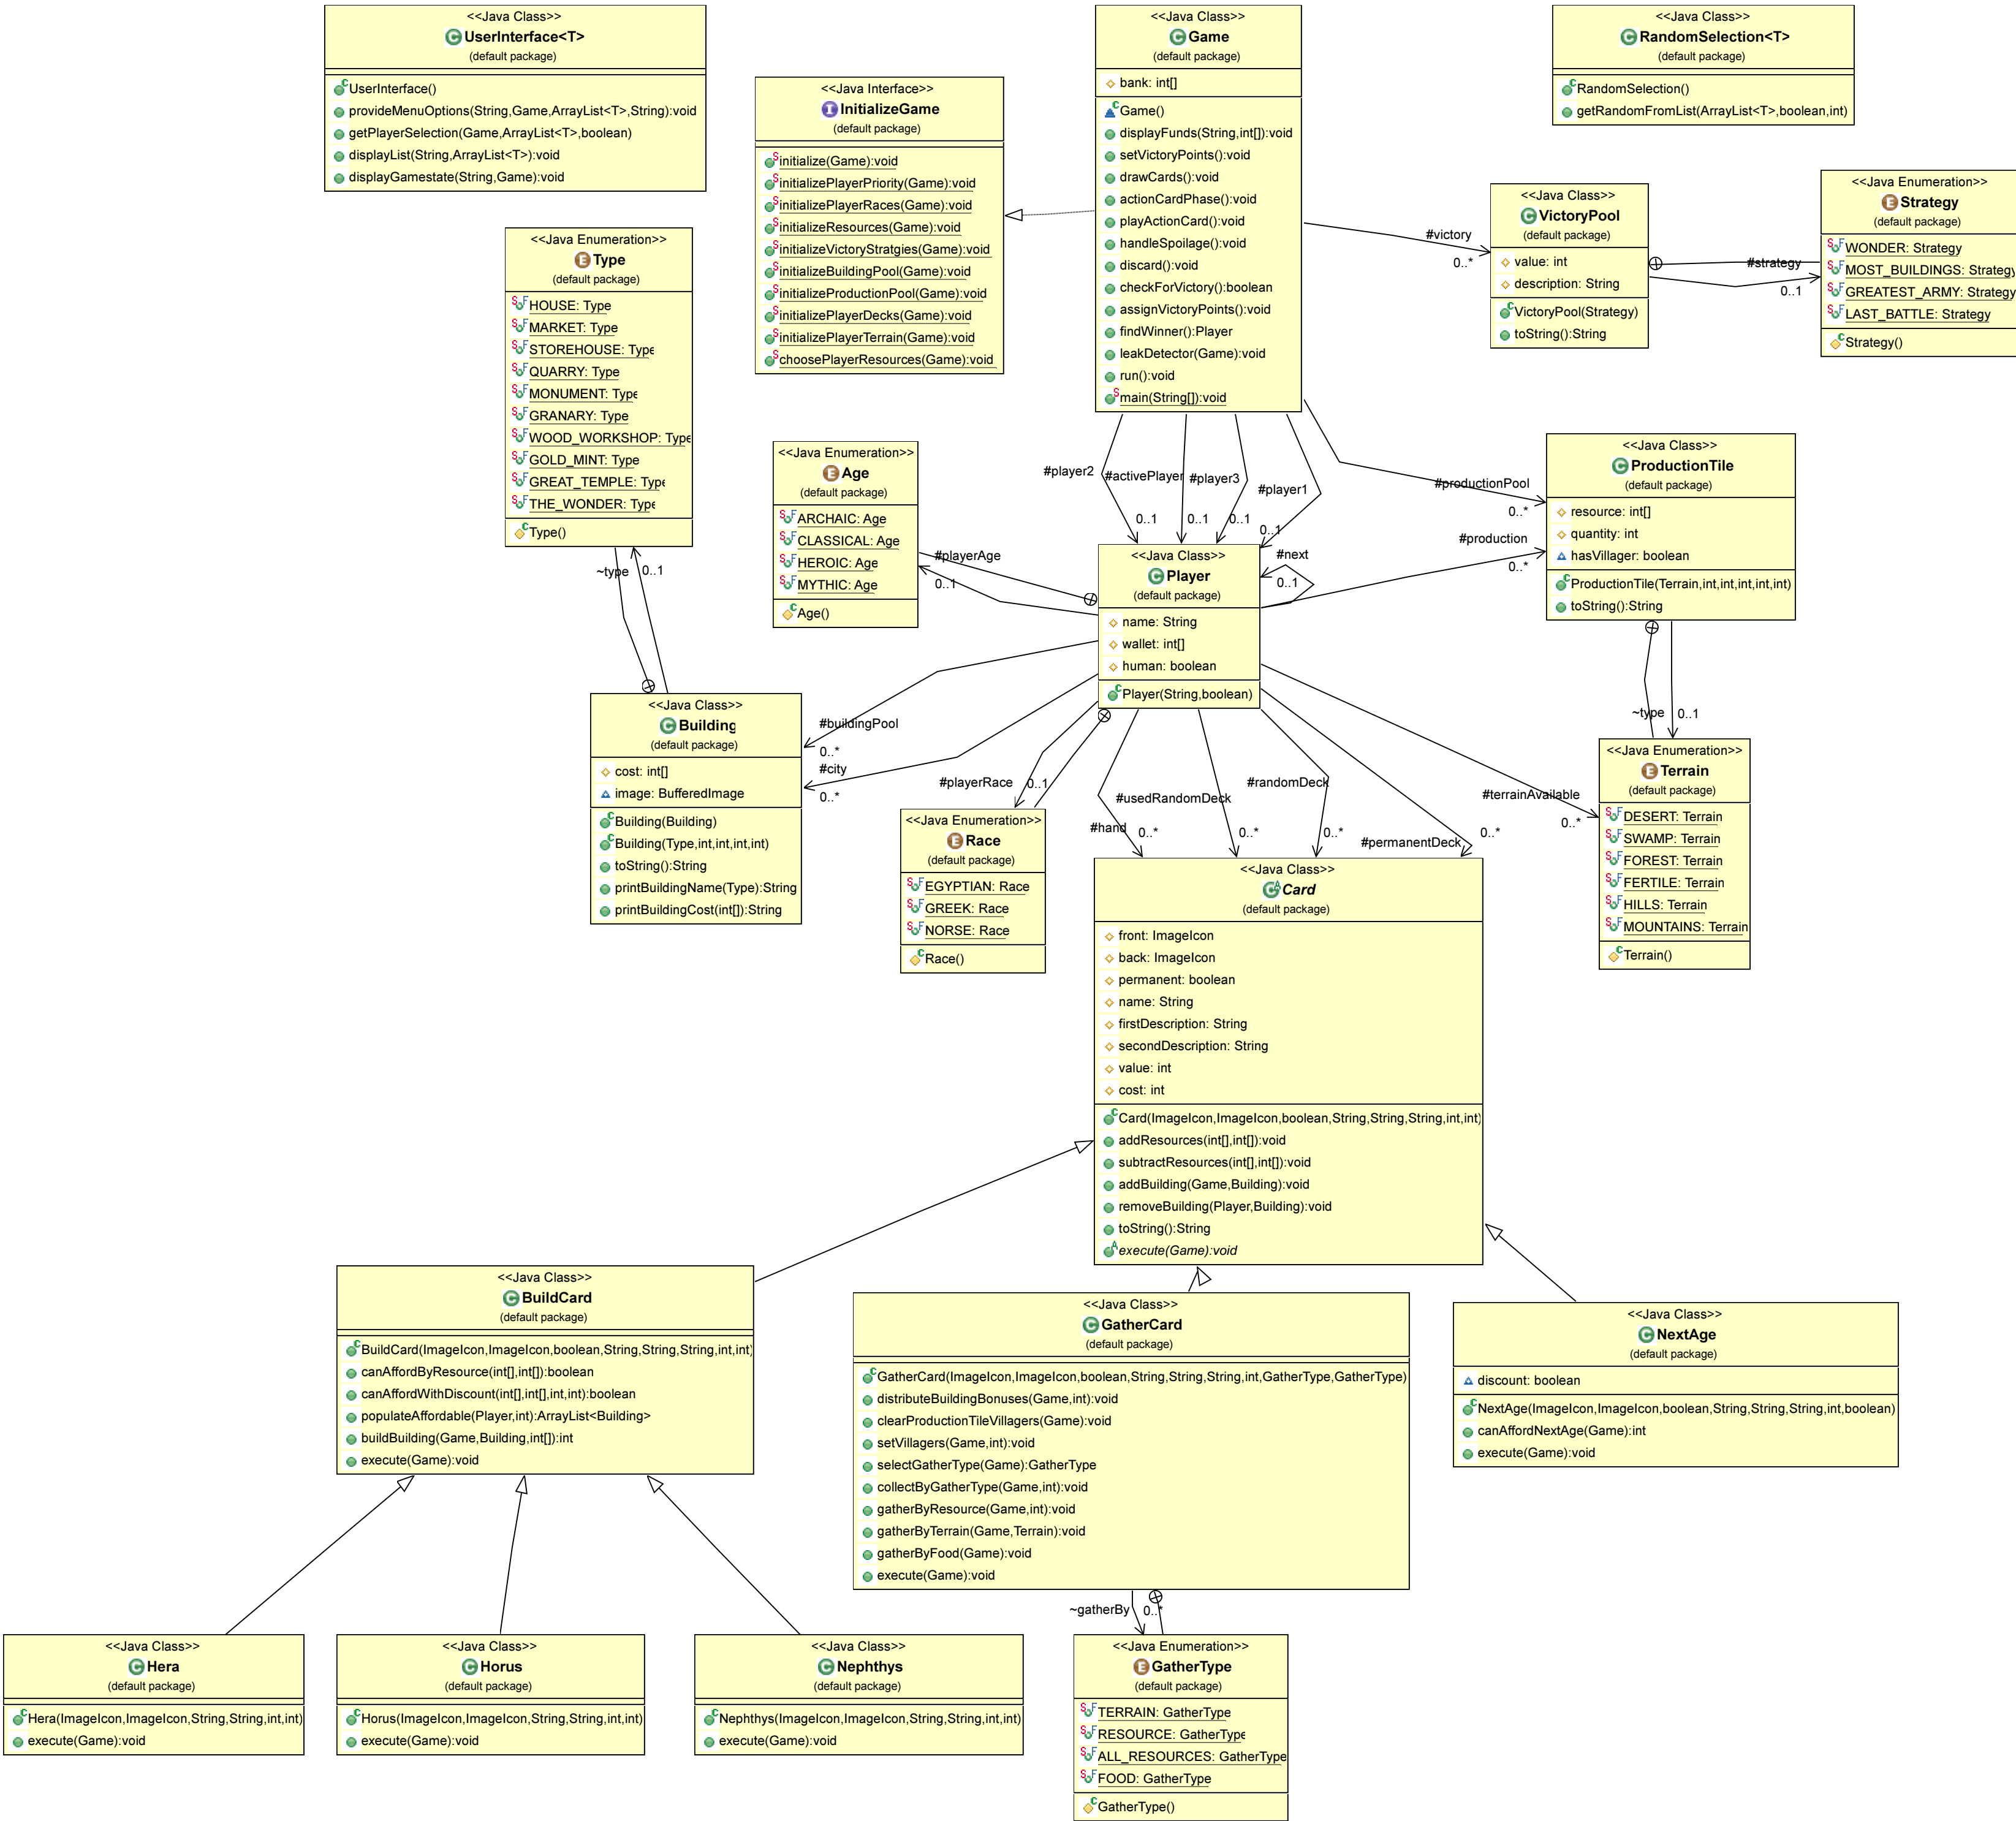 <<Java Class>>
UserInterface<T>
(default package)
UserInterface()
provideMenuOptions(String,Game,ArrayList<T>,String):void
getPlayerSelection(Game,ArrayList<T>,boolean)
displayList(String,ArrayList<T>):void
displayGamestate(String,Game):void
<<Java Interface>>
InitializeGame
(default package)
initialize(Game):void
initializePlayerPriority(Game):void
initializePlayerRaces(Game):void
initializeResources(Game):void
initializeVictoryStratgies(Game):void
initializeBuildingPool(Game):void
initializeProductionPool(Game):void
initializePlayerDecks(Game):void
initializePlayerTerrain(Game):void
choosePlayerResources(Game):void
<<Java Class>>
Game
(default package)
bank: int[]
Game()
displayFunds(String,int[]):void
setVictoryPoints():void
drawCards():void
actionCardPhase():void
playActionCard():void
handleSpoilage():void
discard():void
checkForVictory():boolean
assignVictoryPoints():void
findWinner():Player
leakDetector(Game):void
run():void
main(String[]):void
<<Java Class>>
RandomSelection<T>
(default package)
RandomSelection()
getRandomFromList(ArrayList<T>,boolean,int)
#victory
0..*
<<Java Class>>
VictoryPool
(default package)
value: int
description: String
VictoryPool(Strategy)
toString():String
#strategy
0..1
<<Java Enumeration>>
Strategy
(default package)
WONDER: Strategy
MOST_BUILDINGS: Strategy
GREATEST_ARMY: Strategy
LAST_BATTLE: Strategy
Strategy()
<<Java Enumeration>>
Type
(default package)
HOUSE: Type
MARKET: Type
STOREHOUSE: Type
QUARRY: Type
MONUMENT: Type
GRANARY: Type
WOOD_WORKSHOP: Type
GOLD_MINT: Type
GREAT_TEMPLE: Type
THE_WONDER: Type
Type()
~type
0..1
<<Java Enumeration>>
Age
(default package)
ARCHAIC: Age
CLASSICAL: Age
HEROIC: Age
MYTHIC: Age
Age()
#playerAge
0..1
#player2
0..1
#activePlayer
0..1
#player3
0..1
#player1
0..1
#next
0..1
#productionPool
0..*
#production
0..*
<<Java Class>>
Player
(default package)
name: String
wallet: int[]
human: boolean
Player(String,boolean)
<<Java Class>>
ProductionTile
(default package)
resource: int[]
quantity: int
hasVillager: boolean
ProductionTile(Terrain,int,int,int,int,int)
toString():String
~type
0..1
<<Java Class>>
Building
(default package)
cost: int[]
image: BufferedImage
Building(Building)
Building(Type,int,int,int,int)
toString():String
printBuildingName(Type):String
printBuildingCost(int[]):String
#buildingPool
0..*
#city
0..*
#playerRace
0..1
<<Java Enumeration>>
Race
(default package)
EGYPTIAN: Race
GREEK: Race
NORSE: Race
Race()
#hand
0..*
#usedRandomDeck
0..*
#randomDeck
0..*
#permanentDeck
0..*
#terrainAvailable
0..*
<<Java Enumeration>>
Terrain
(default package)
DESERT: Terrain
SWAMP: Terrain
FOREST: Terrain
FERTILE: Terrain
HILLS: Terrain
MOUNTAINS: Terrain
Terrain()
<<Java Class>>
Card
(default package)
front: ImageIcon
back: ImageIcon
permanent: boolean
name: String
firstDescription: String
secondDescription: String
value: int
cost: int
Card(ImageIcon,ImageIcon,boolean,String,String,String,int,int)
addResources(int[],int[]):void
subtractResources(int[],int[]):void
addBuilding(Game,Building):void
removeBuilding(Player,Building):void
toString():String
execute(Game):void
<<Java Class>>
BuildCard
(default package)
BuildCard(ImageIcon,ImageIcon,boolean,String,String,String,int,int)
canAffordByResource(int[],int[]):boolean
canAffordWithDiscount(int[],int[],int,int):boolean
populateAffordable(Player,int):ArrayList<Building>
buildBuilding(Game,Building,int[]):int
execute(Game):void
<<Java Class>>
GatherCard
(default package)
GatherCard(ImageIcon,ImageIcon,boolean,String,String,String,int,GatherType,GatherType)
distributeBuildingBonuses(Game,int):void
clearProductionTileVillagers(Game):void
setVillagers(Game,int):void
selectGatherType(Game):GatherType
collectByGatherType(Game,int):void
gatherByResource(Game,int):void
gatherByTerrain(Game,Terrain):void
gatherByFood(Game):void
execute(Game):void
<<Java Class>>
NextAge
(default package)
discount: boolean
NextAge(ImageIcon,ImageIcon,boolean,String,String,String,int,boolean)
canAffordNextAge(Game):int
execute(Game):void
~gatherBy
0..*
<<Java Class>>
Hera
(default package)
Hera(ImageIcon,ImageIcon,String,String,int,int)
execute(Game):void
<<Java Class>>
Horus
(default package)
Horus(ImageIcon,ImageIcon,String,String,int,int)
execute(Game):void
<<Java Class>>
Nephthys
(default package)
Nephthys(ImageIcon,ImageIcon,String,String,int,int)
execute(Game):void
<<Java Enumeration>>
GatherType
(default package)
TERRAIN: GatherType
RESOURCE: GatherType
ALL_RESOURCES: GatherType
FOOD: GatherType
GatherType()